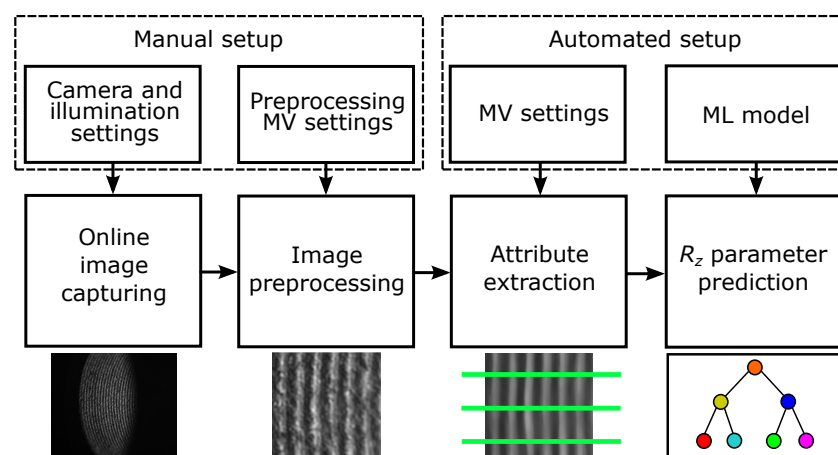 Manual setup
Automated setup
Camera and
illumination
settings
Preprocessing
MV settings
MV settings
ML model
Online
image
capturing
Image
preprocessing
Attribute
extraction
Rz parameter
prediction